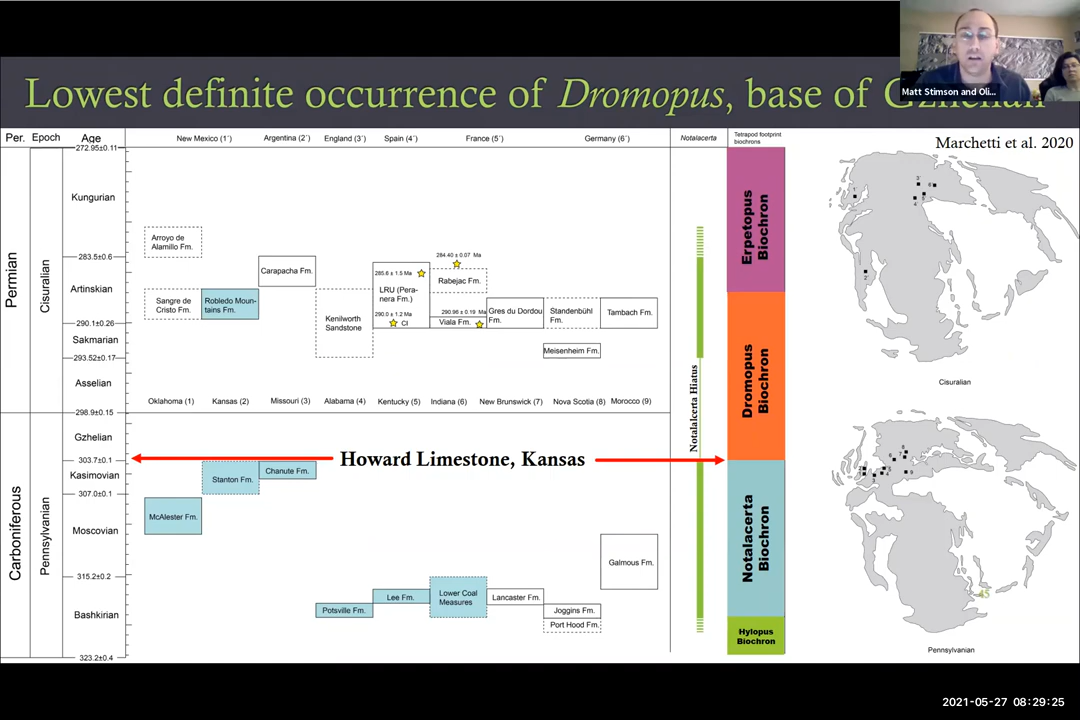 Matt Stimson and Oli...
Lowest definite occurrence of Dromopus, base of Gzhelian
Marchetti et al. 2020
Per. Epoch Age
New Mexico (1´) Argentina (2´) England (3´) Spain (4´) France (5´) Germany (6´)
Notalacerta
Tetrapod footprint
biochrons
272.95±0.11
Kungurian
283.5±0.6
Artinskian
290.1±0.26
Sakmarian
293.52±0.17
Asselian
298.9±0.15
Gzhelian
303.7±0.1
Kasimovian
307.0±0.1
Moscovian
315.2±0.2
Bashkirian
323.2±0.4
Permian
Cisuralian
Carboniferous
Pennsylvanian
Arroyo de
Alamillo Fm.
Sangre de
Cristo Fm.
Robledo Moun-
tains Fm.
Carapacha Fm.
Kenilworth
Sandstone
285.6 ± 1.5 Ma
LRU (Pera-
nera Fm.)
290.0 ± 1.2 Ma
CI
284.40 ± 0.07 Ma
Rabejac Fm.
290.96 ± 0.19 Ma
Viala Fm.
Gres du Dordou
Fm.
Standenbühl
Fm.
Meisenheim Fm.
Tambach Fm.
Oklahoma (1) Kansas (2) Missouri (3) Alabama (4) Kentucky (5) Indiana (6) New Brunswick (7) Nova Scotia (8) Morocco (9)
Howard Limestone, Kansas
McAlester Fm.
Stanton Fm.
Chanute Fm.
Potsville Fm.
Lee Fm.
Lower Coal
Measures
Lancaster Fm.
Joggins Fm.
Port Hood Fm.
Galmous Fm.
Notalacerta Hiatus
Erpetopus
Biochron
Dromopus
Biochron
Notalacerta
Biochron
Hylopus
Biochron
Cisuralian
45
Pennsylvanian
2021-05-27 08:29:25